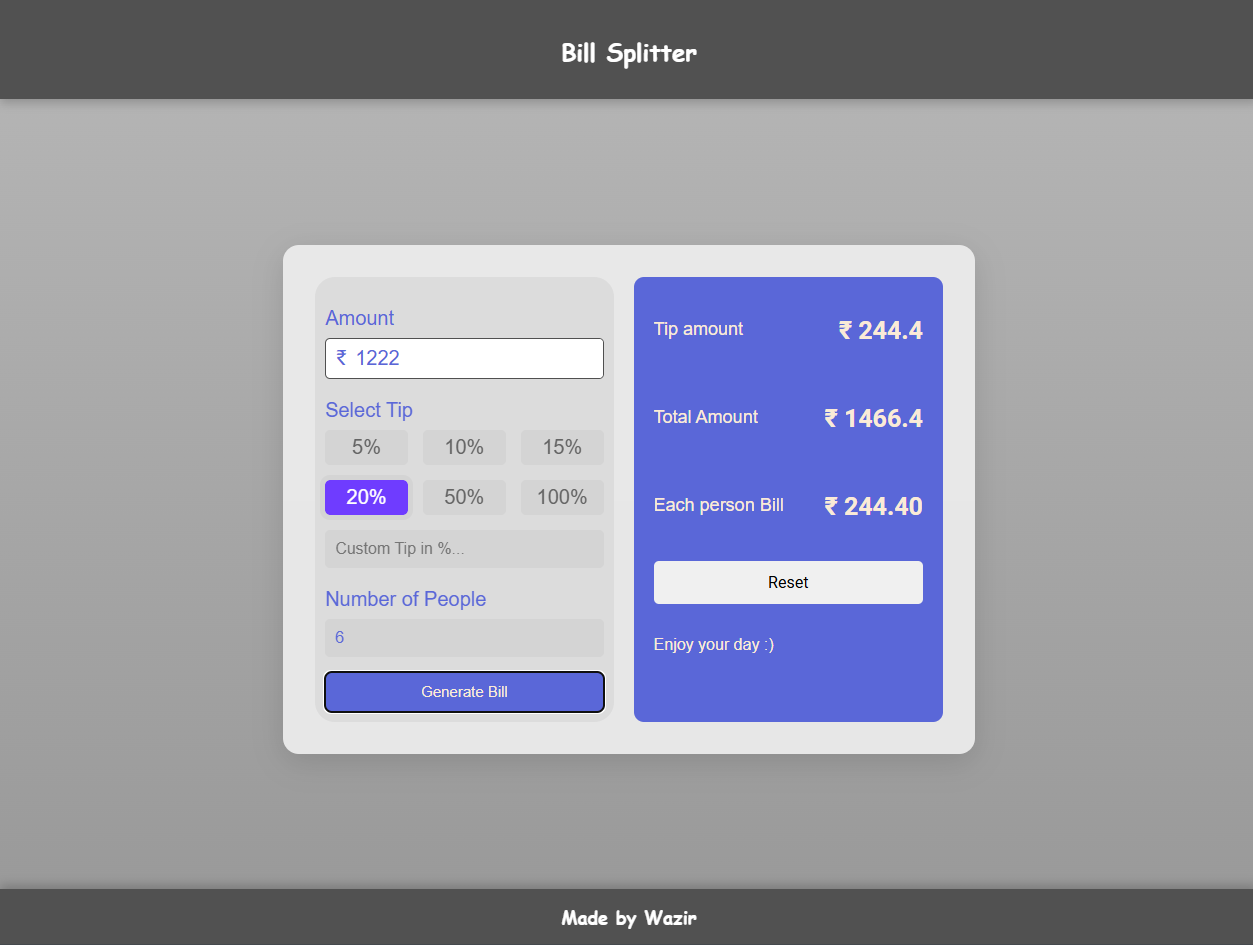 Bill Splitter
Amount
₹ 1222
Select Tip
5% 10% 15%
20% 50% 100%
Custom Tip in %...
Number of People
6
Generate Bill
Tip amount ₹ 244.4
Total Amount ₹ 1466.4
Each person Bill ₹ 244.40
Reset
Enjoy your day :)
Made by Wazir